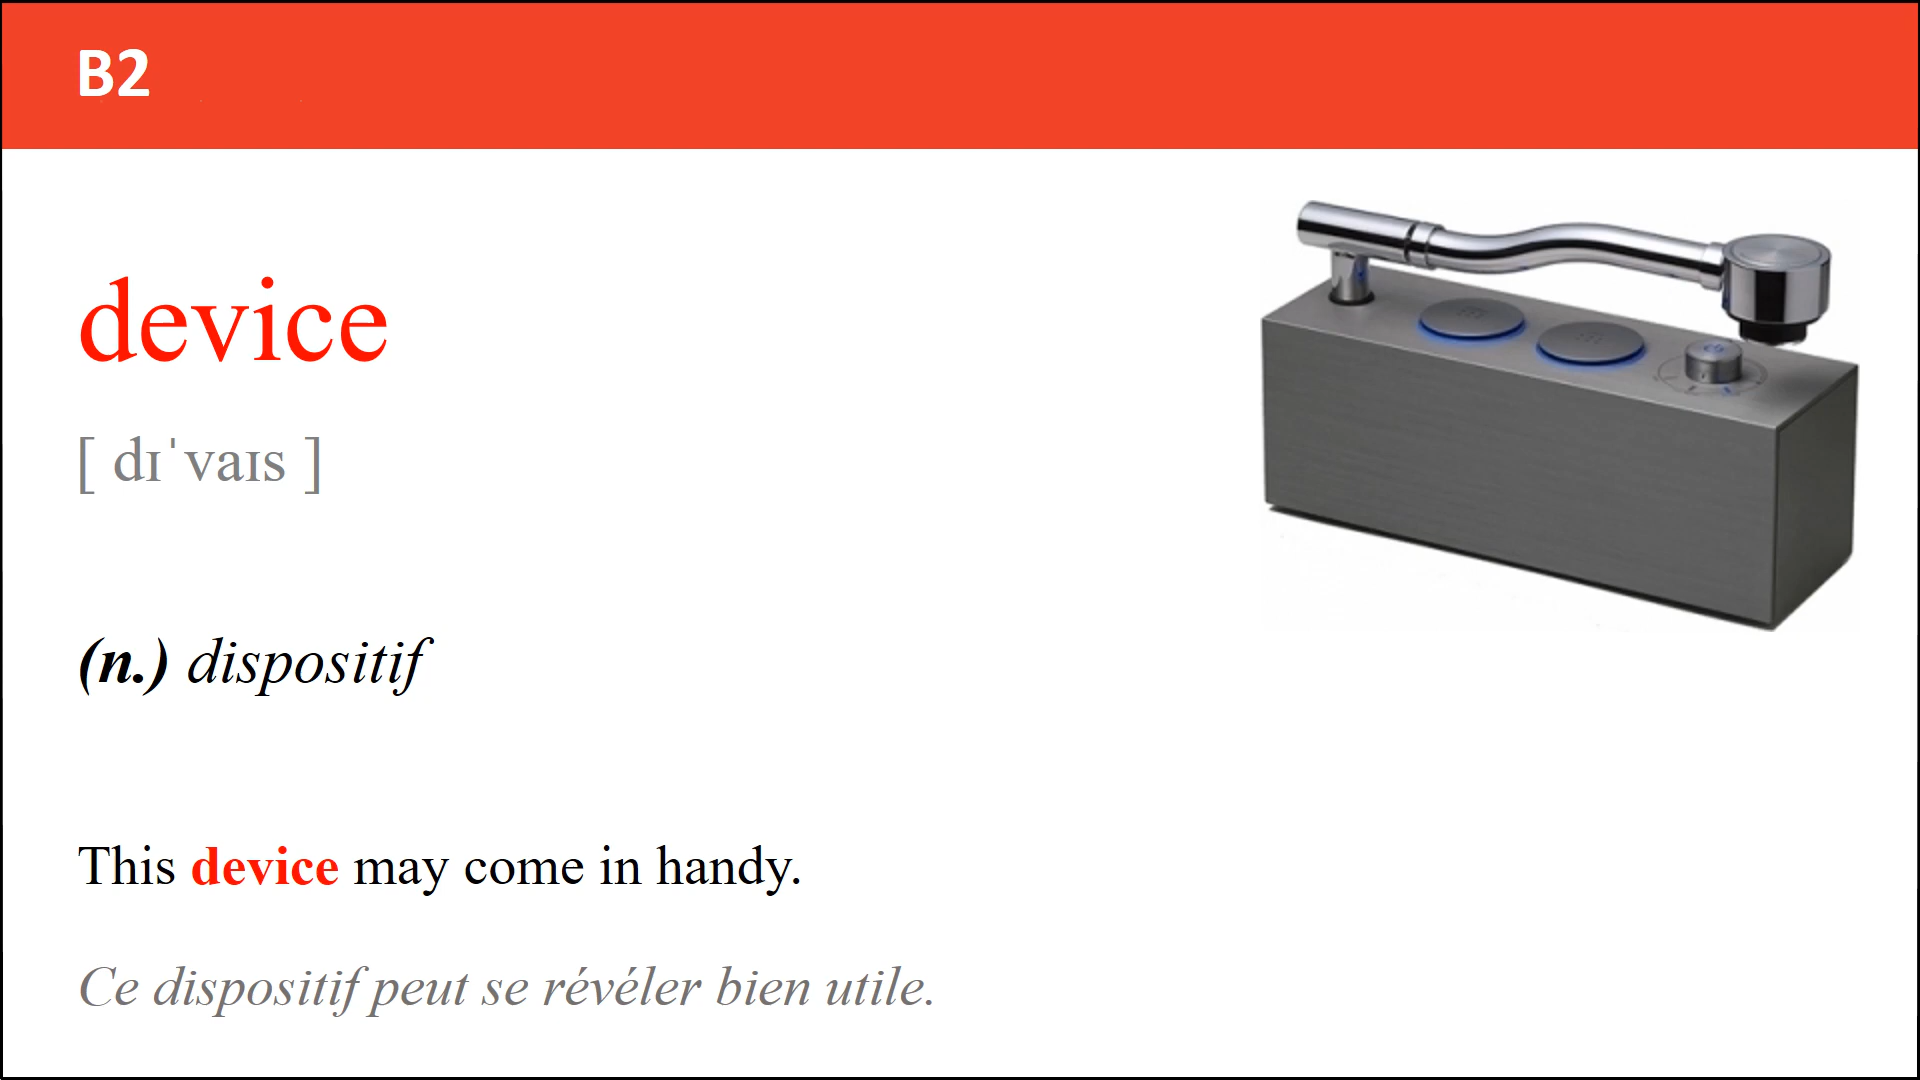 B2
device
[ dɪˈvaɪs ]
(n.) dispositif
This device may come in handy.
Ce dispositif peut se révéler bien utile.